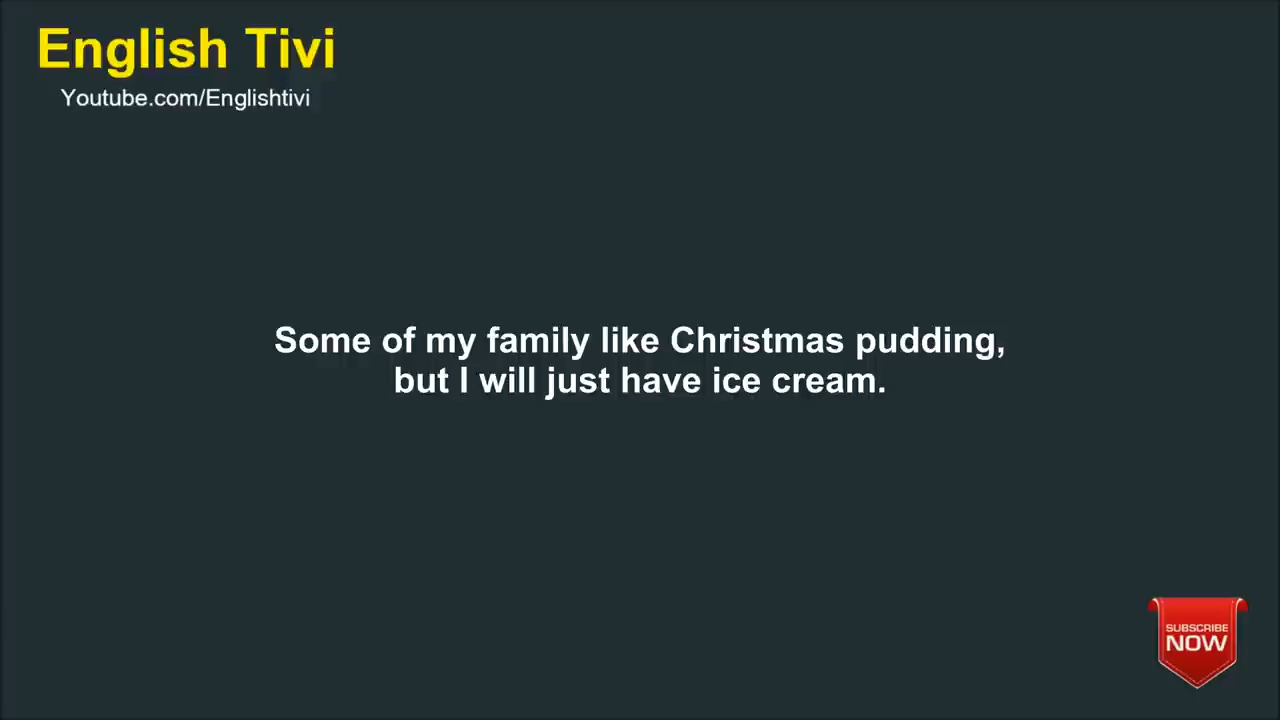 English Tivi
Youtube.com/Englishtivi
Some of my family like Christmas pudding,
but I will just have ice cream.
SUBSCRIBE
NOW